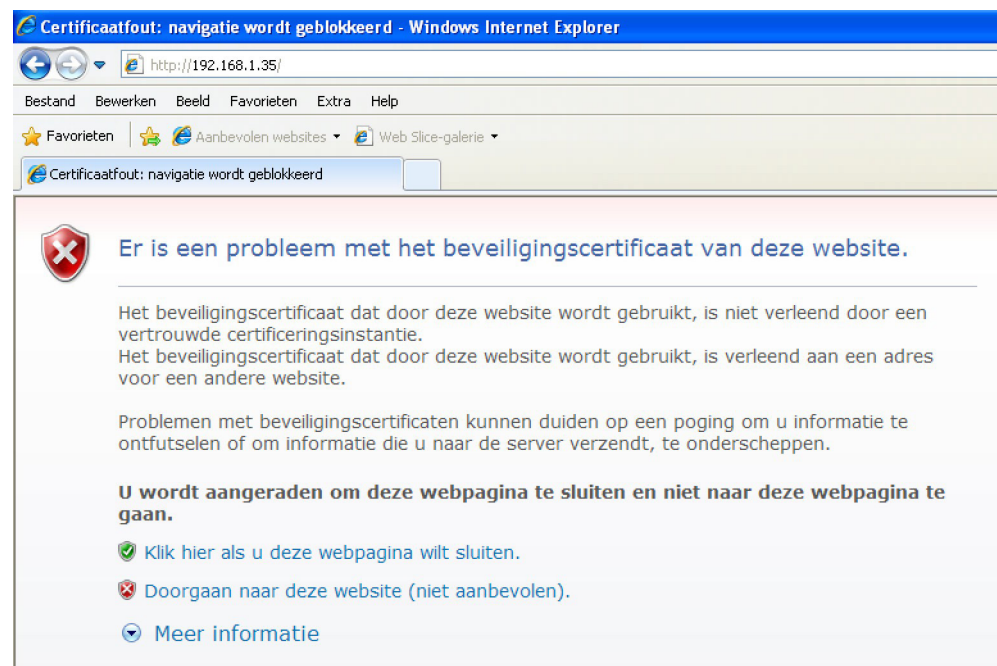 Certificaatfout: navigatie wordt geblokkeerd - Windows Internet Explorer
http://192.168.1.35/
Bestand Bewerken Beeld Favorieten Extra Help
Favorieten Aanbevolen websites Web Slice-galerie
Certificaatfout: navigatie wordt geblokkeerd
Er is een probleem met het beveiligingscertificaat van deze website.
Het beveiligingscertificaat dat door deze website wordt gebruikt, is niet verleend door een
vertrouwde certificeringsinstantie.
Het beveiligingscertificaat dat door deze website wordt gebruikt, is verleend aan een adres
voor een andere website.
Problemen met beveiligingscertificaten kunnen duiden op een poging om u informatie te
ontfutselen of om informatie die u naar de server verzendt, te onderscheppen.
U wordt aangeraden om deze webpagina te sluiten en niet naar deze webpagina te
gaan.
Klik hier als u deze webpagina wilt sluiten.
Doorgaan naar deze website (niet aanbevolen).
Meer informatie